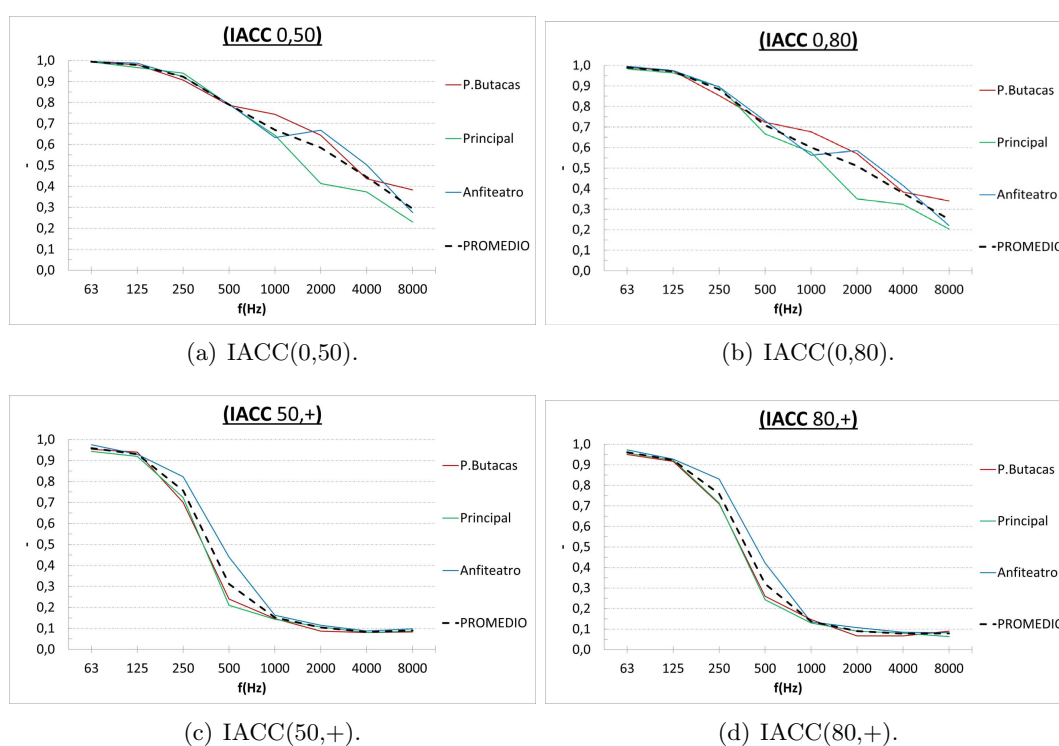 (IACC 0,50)
1,0
0,9
0,8
0,7
0,6
0,5
0,4
0,3
0,2
0,1
0,0
-
63 125 250 500 1000 2000 4000 8000
f(Hz)
P.Butacas
Principal
Anfiteatro
PROMEDIO
(a) IACC(0,50).
(IACC 0,80)
1,0
0,9
0,8
0,7
0,6
0,5
0,4
0,3
0,2
0,1
0,0
-
63 125 250 500 1000 2000 4000 8000
f(Hz)
P.Butacas
Principal
Anfiteatro
PROMEDIO
(b) IACC(0,80).
(IACC 50,+)
1,0
0,9
0,8
0,7
0,6
0,5
0,4
0,3
0,2
0,1
0,0
-
63 125 250 500 1000 2000 4000 8000
f(Hz)
P.Butacas
Principal
Anfiteatro
PROMEDIO
(c) IACC(50,+).
(IACC 80,+)
1,0
0,9
0,8
0,7
0,6
0,5
0,4
0,3
0,2
0,1
0,0
-
63 125 250 500 1000 2000 4000 8000
f(Hz)
P.Butacas
Principal
Anfiteatro
PROMEDIO
(d) IACC(80,+).